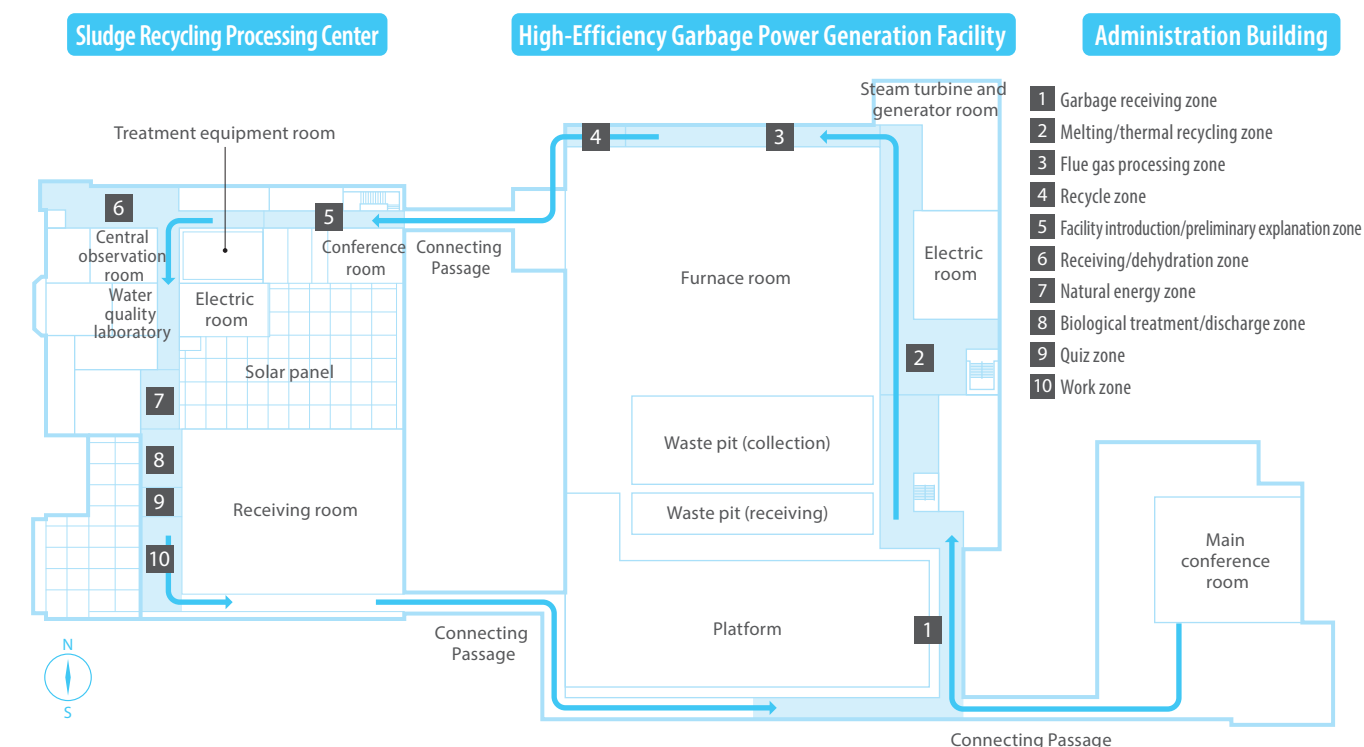 Sludge Recycling Processing Center
High-Efficiency Garbage Power Generation Facility
Administration Building
Steam turbine and
generator room
1 Garbage receiving zone
2 Melting/thermal recycling zone
3 Flue gas processing zone
4 Recycle zone
5 Facility introduction/preliminary explanation zone
6 Receiving/dehydration zone
7 Natural energy zone
8 Biological treatment/discharge zone
9 Quiz zone
10 Work zone
Treatment equipment room
4
3
6
5
Central
observation
room
Conference
room
Connecting
Passage
Water
quality
laboratory
Electric
room
Furnace room
Electric
room
2
Solar panel
7
8
9
10
Receiving room
Waste pit (collection)
Waste pit (receiving)
Main
conference
room
Platform
1
Connecting
Passage
N
S
Connecting Passage